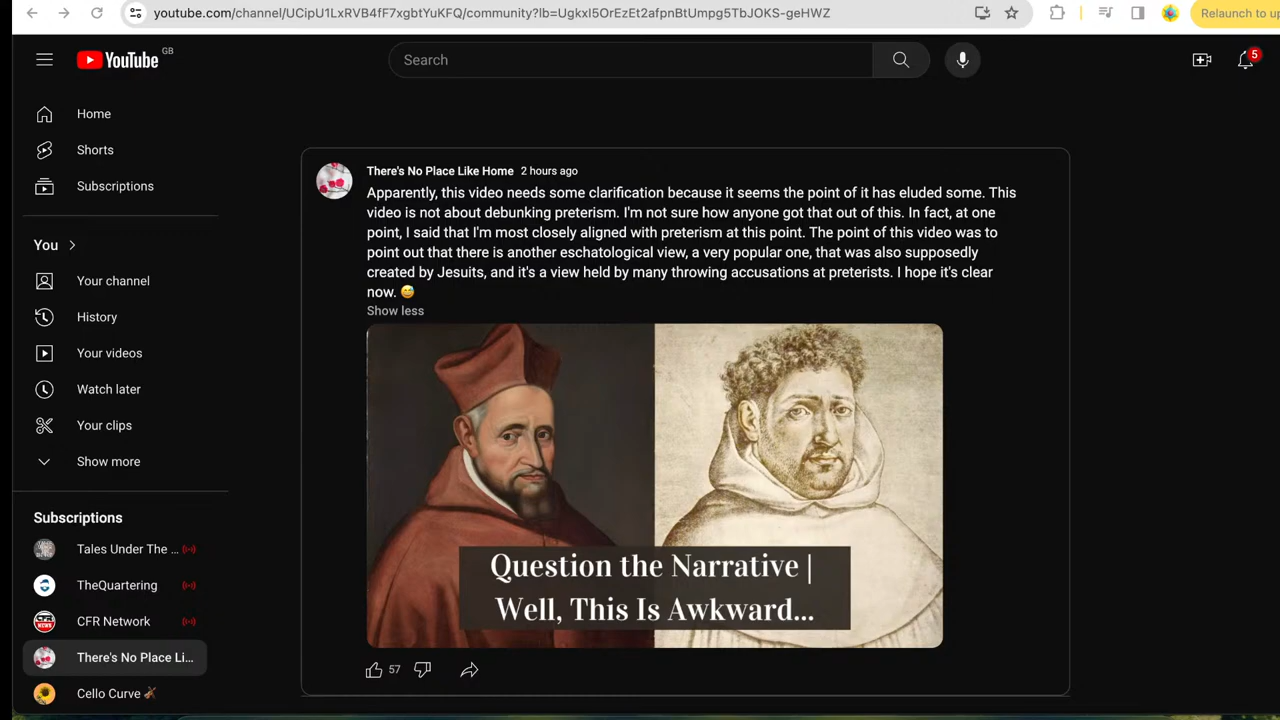 youtube.com/channel/UCipU1LxRVB4fF7xgbtYuKFQ/community?lb=UgkxI5OrEzEt2afpnBtUmpg5TbJOKS-geHWZ
Relaunch to up
YouTube GB
Search
5
Home
Shorts
Subscriptions
You
Your channel
History
Your videos
Watch later
Your clips
Show more
Subscriptions
Tales Under The ...
TheQuartering
CFR Network
There's No Place Li...
Cello Curve
There's No Place Like Home 2 hours ago
Apparently, this video needs some clarification because it seems the point of it has eluded some. This
video is not about debunking preterism. I'm not sure how anyone got that out of this. In fact, at one
point, I said that I'm most closely aligned with preterism at this point. The point of this video was to
point out that there is another eschatological view, a very popular one, that was also supposedly
created by Jesuits, and it's a view held by many throwing accusations at preterists. I hope it's clear
now. 😅
Show less
Question the Narrative |
Well, This Is Awkward...
57